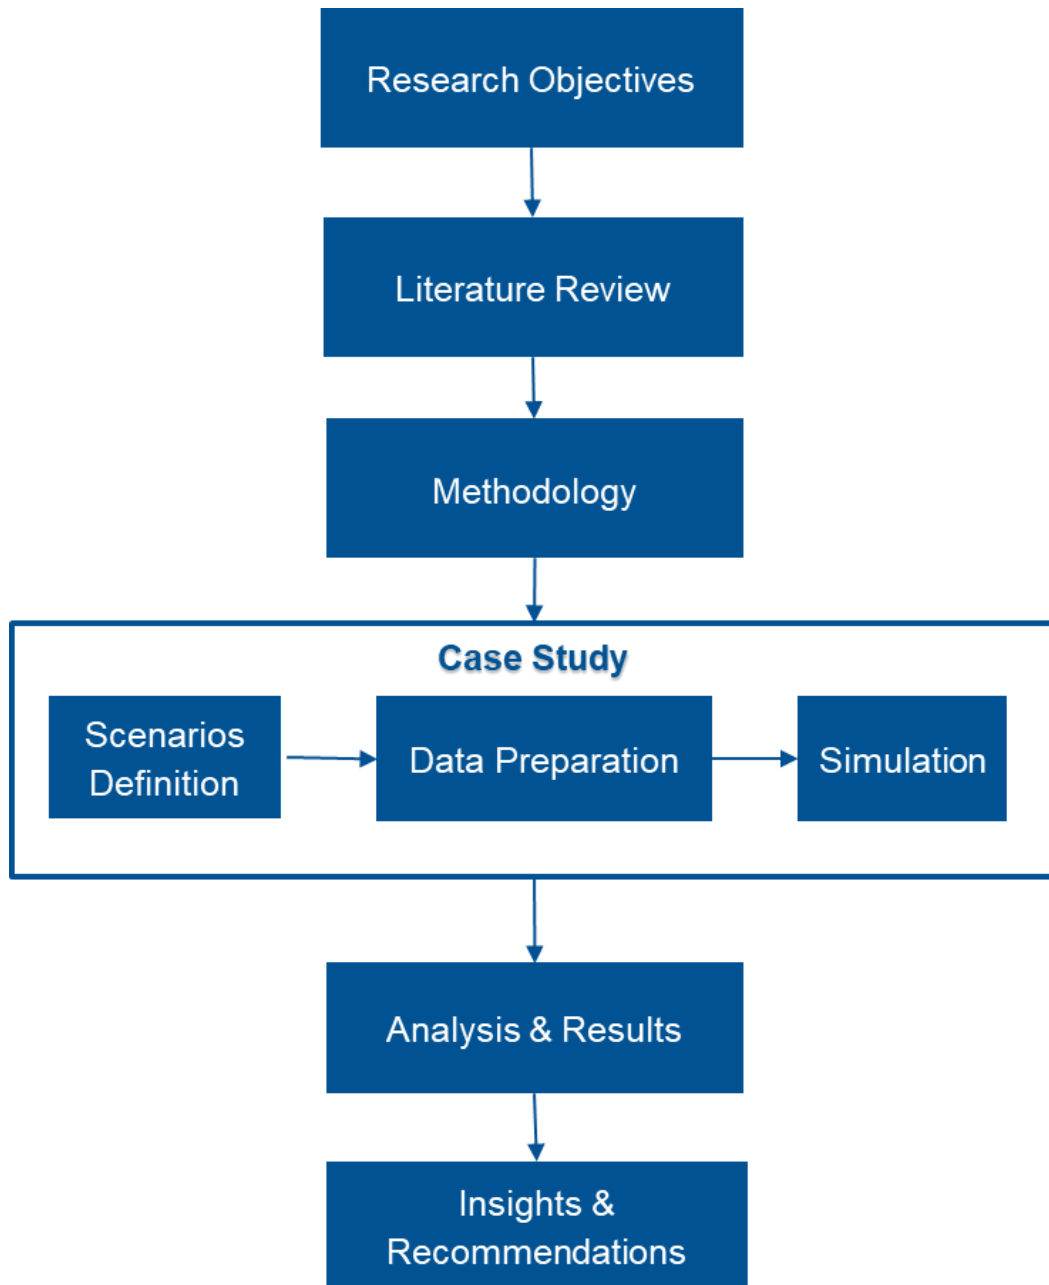 Research Objectives
Literature Review
Methodology
Case Study
Scenarios
Definition
Data Preparation
Simulation
Analysis & Results
Insights &
Recommendations